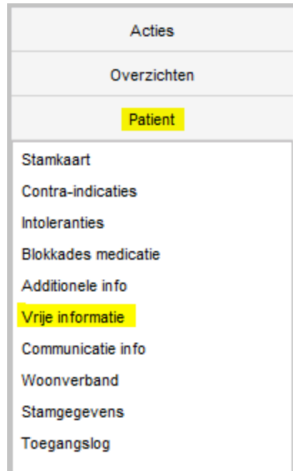 Acties
Overzichten
Patient
Stamkaart
Contra-indicaties
Intoleranties
Blokkades medicatie
Additionele info
Vrije informatie
Communicatie info
Woonverband
Stamgegevens
Toegangslog